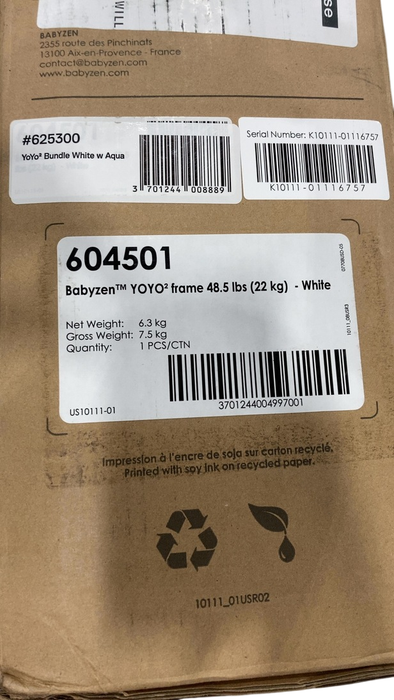 WILL
se
BABYZEN
2355 route des Pinchinats
13100 Aix-en-Provence - France
contact@babyzen.com
www.babyzen.com
#625300
YoYo² Bundle White w Aqua
3 701244 008889
Serial Number: K10111-01116757
K10111-01116757
604501
Babyzen™ YOYO² frame 48.5 lbs (22 kg) - White
Net Weight: 6.3 kg
Gross Weight: 7.5 kg
Quantity: 1 PCS/CTN
3701244004997001
US10111-01
Impression à l'encre de soja sur carton recyclé.
Printed with soy ink on recycled paper.
10111_01USR02